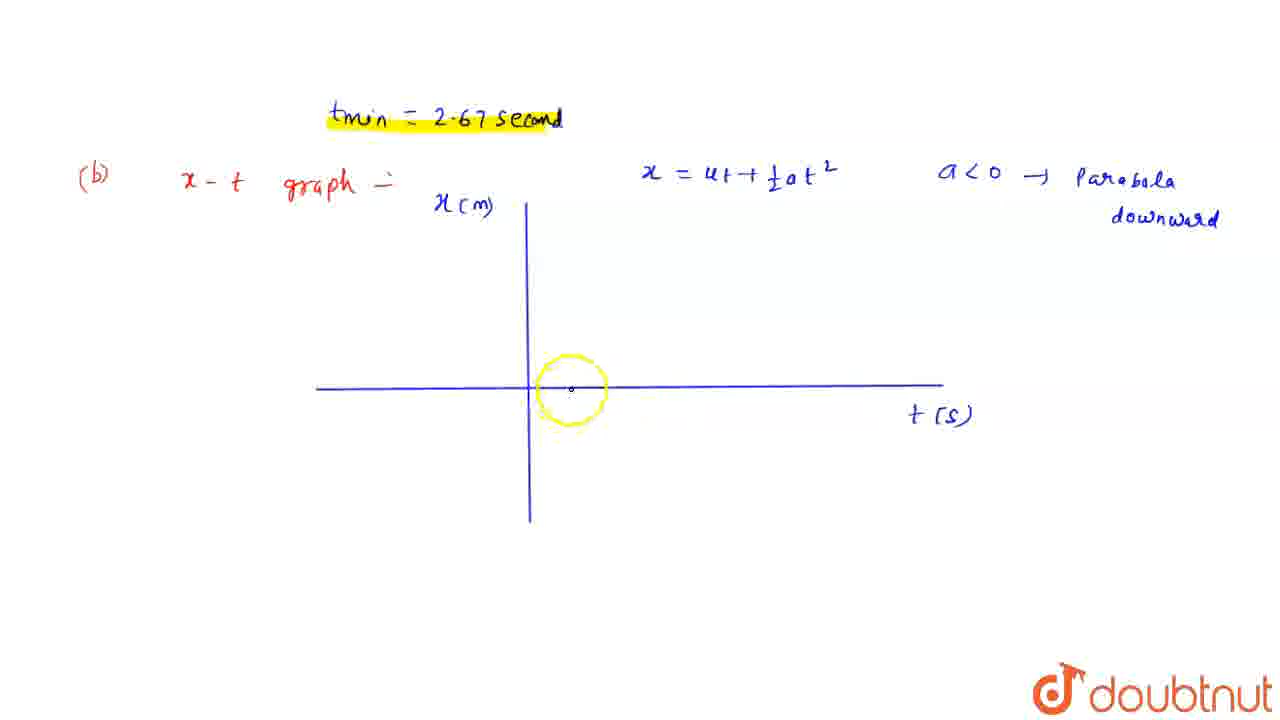 tmin = 2.67 second
(b) x - t graph :- x = ut + ½at² a < 0 → Parabola
downward
x(m)
t(s)
doubtnut